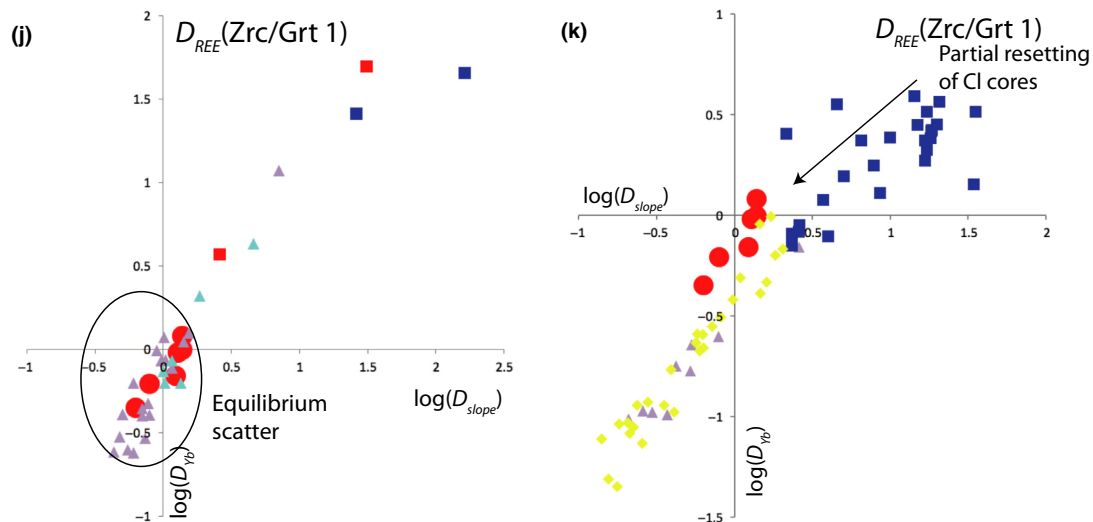 (j)
D_REE(Zrc/Grt 1)
2
1.5
1
0.5
0
−1
−0.5
0
0.5
1
1.5
2
2.5
log(D_slope)
Equilibrium
scatter
−0.5
log(D_Yb)
−1
(k)
D_REE(Zrc/Grt 1)
Partial resetting
of Cl cores
1
0.5
log(D_slope)
0
−1
−0.5
0
0.5
1
1.5
2
−0.5
−1
log(D_Yb)
1.5